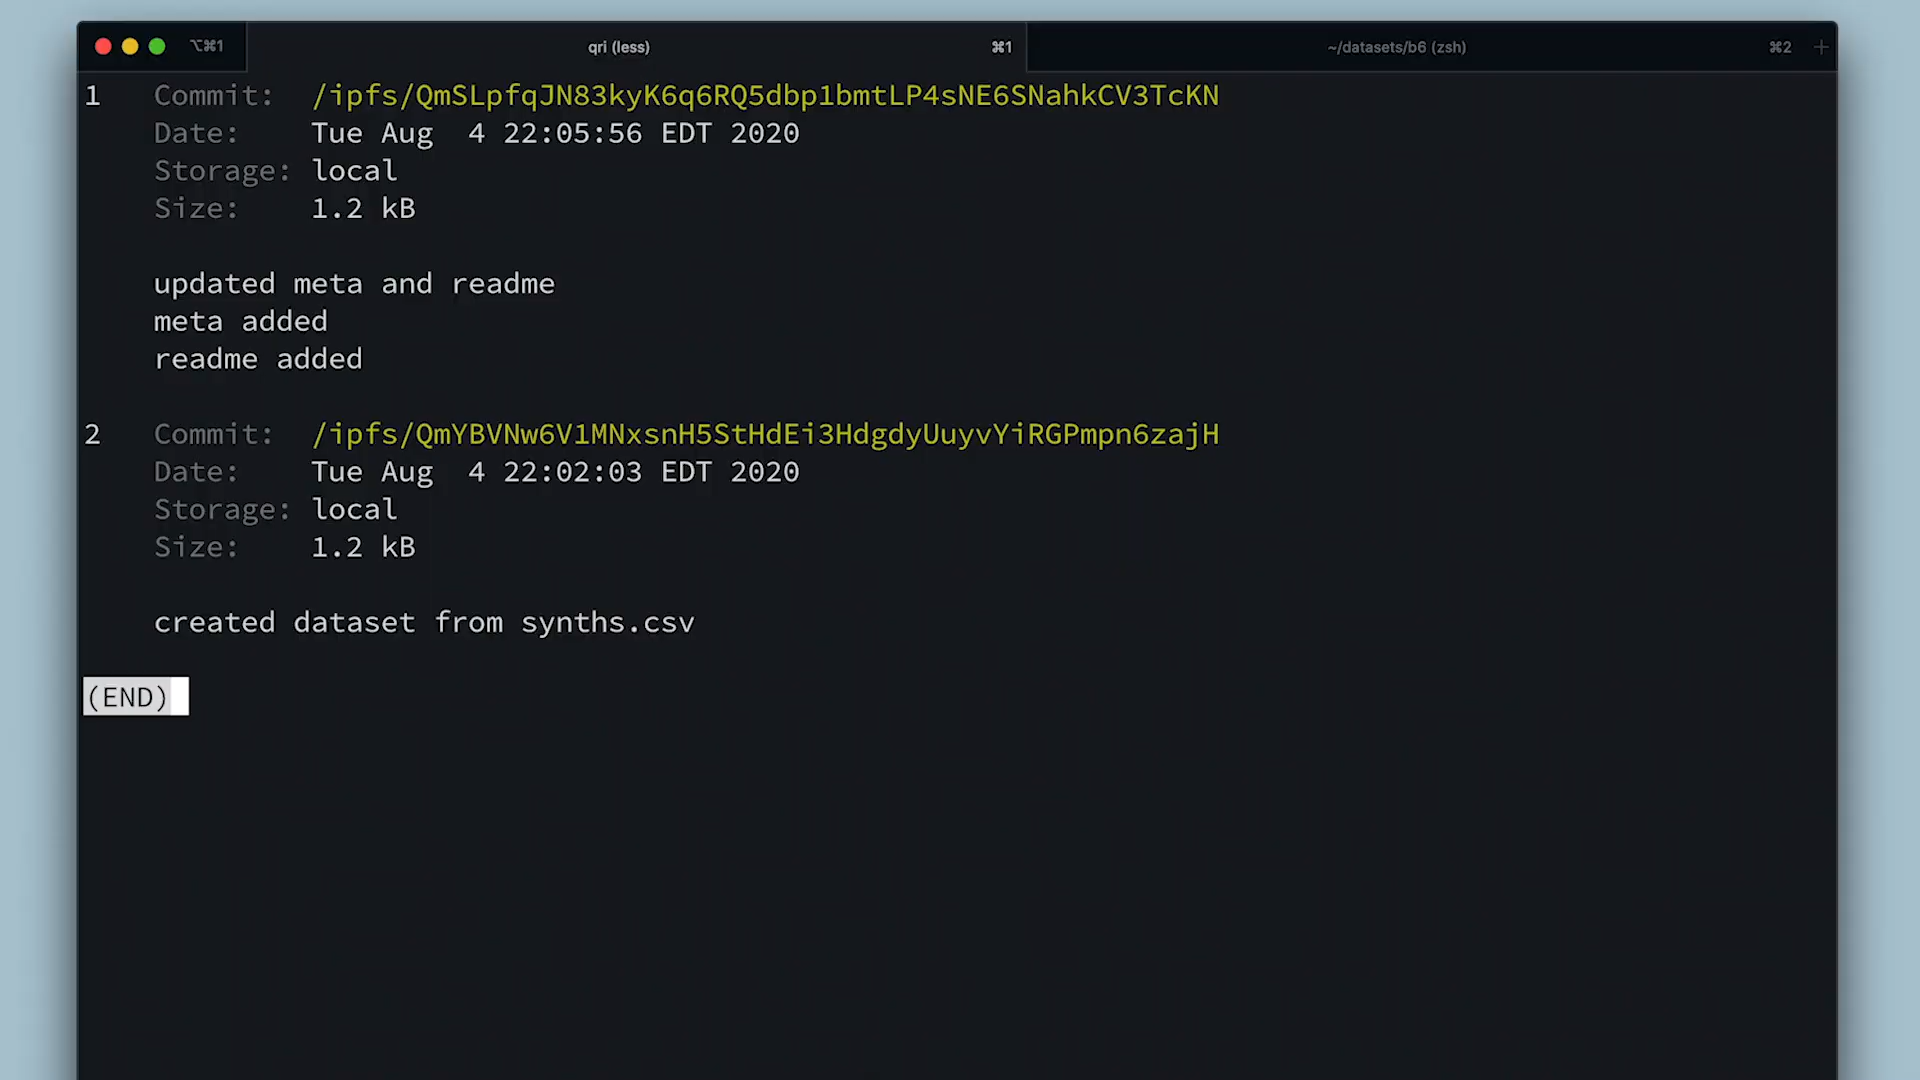 ⌥⌘1 qri (less) ⌘1 ~/datasets/b6 (zsh) ⌘2 +
1 Commit: /ipfs/QmSLpfqJN83kyK6q6RQ5dbp1bmtLP4sNE6SNahkCV3TcKN
Date: Tue Aug  4 22:05:56 EDT 2020
Storage: local
Size: 1.2 kB
updated meta and readme
meta added
readme added
2 Commit: /ipfs/QmYBVNw6V1MNxsnH5StHdEi3HdgdyUuyvYiRGPmpn6zajH
Date: Tue Aug  4 22:02:03 EDT 2020
Storage: local
Size: 1.2 kB
created dataset from synths.csv
(END)